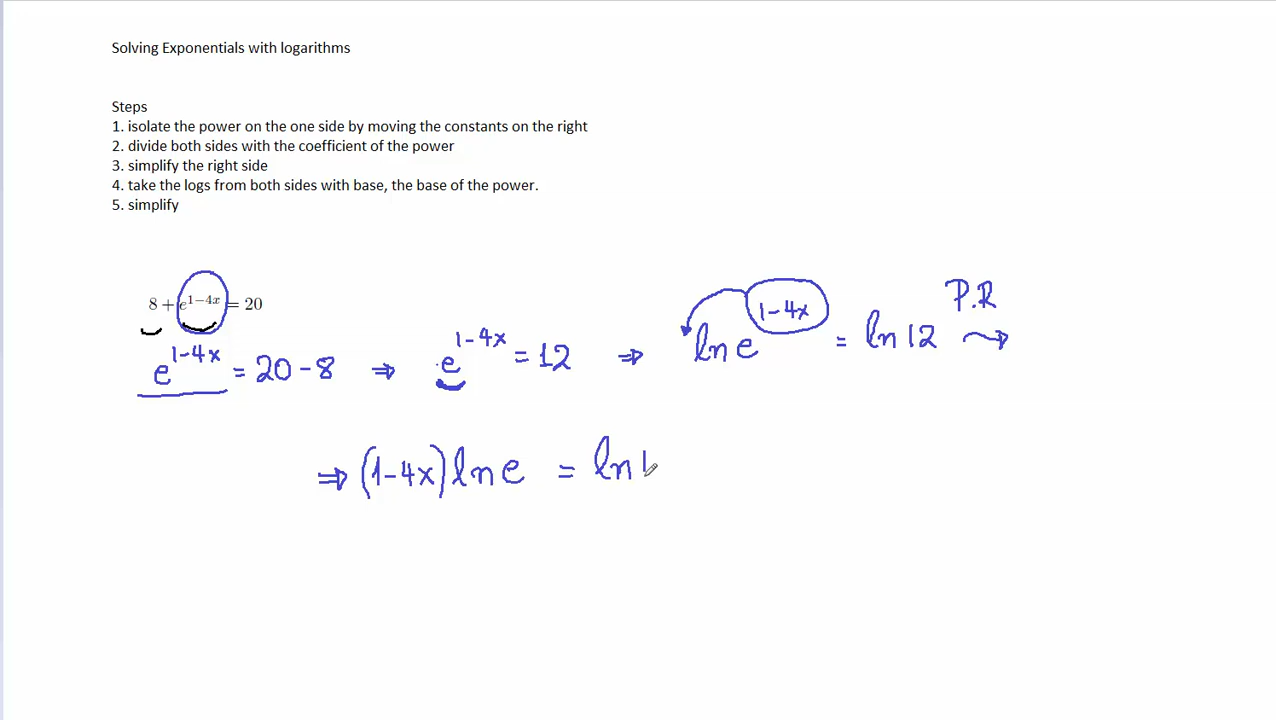 Solving Exponentials with logarithms
Steps
1. isolate the power on the one side by moving the constants on the right
2. divide both sides with the coefficient of the power
3. simplify the right side
4. take the logs from both sides with base, the base of the power.
5. simplify
8 + e^{1−4x} = 20
e^{1-4x} = 20 - 8 ⇒ e^{1-4x} = 12 ⇒ ln e^{1-4x} = ln 12 P.R
⇒ (1-4x) ln e = ln